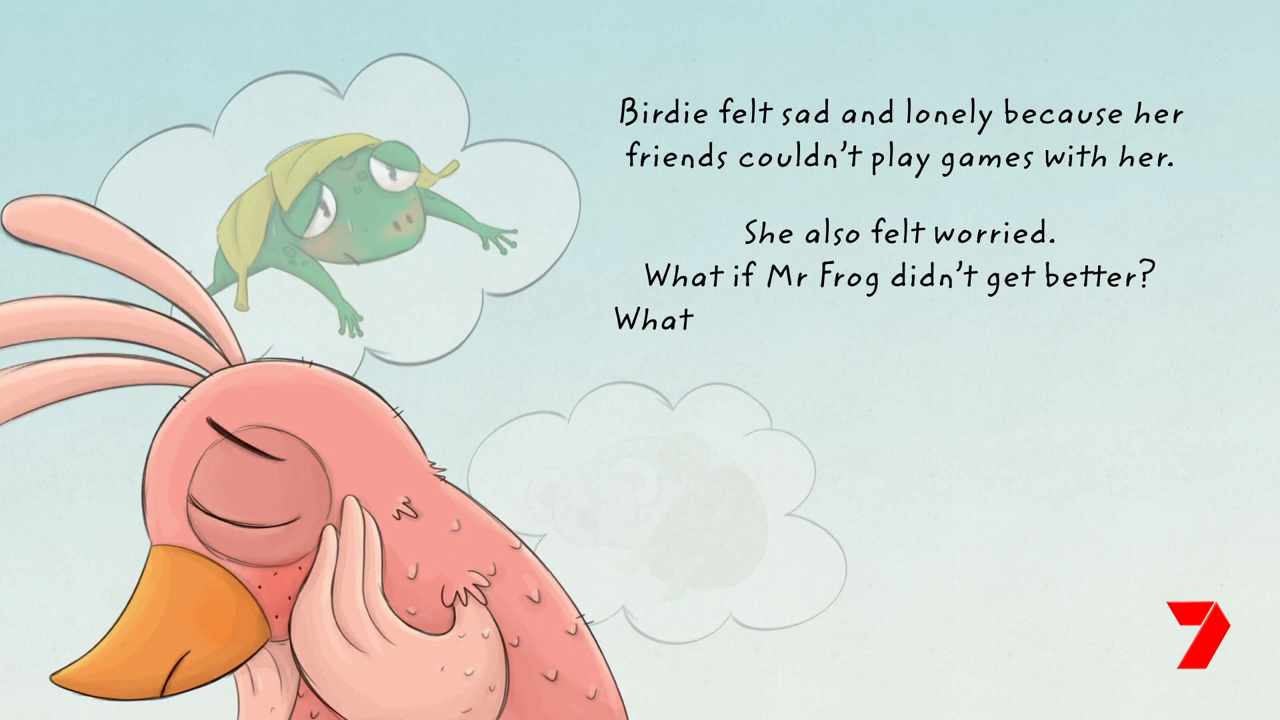 Birdie felt sad and lonely because her
friends couldn't play games with her.
She also felt worried.
What if Mr Frog didn't get better?
What